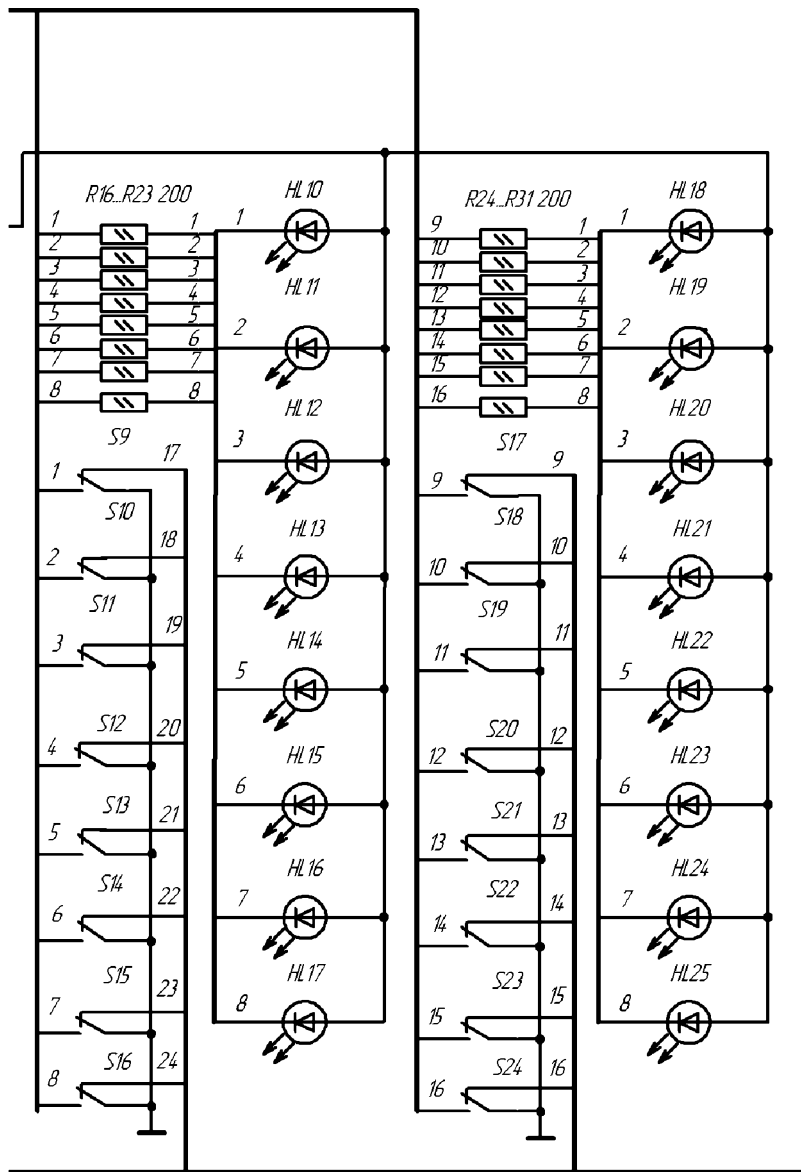 R16...R23 200
HL10
R24...R31 200
HL18
1 1 1 9 1 1
2 2 10 2
3 3 HL11 11 3 HL19
4 4 12 4
5 5 13 5
6 6 2 14 6 2
7 7 15 7
8 8 HL12 16 8 HL20
S9 S17
17 3 9 3
1 9
S10 HL13 S18 HL21
18 10
2 4 10 4
S11 S19
19 HL14 11 HL22
3 5 11 5
S12 20 S20 12
4 HL15 12 HL23
S13 21 6 S21 13 6
5 13
S14 22 HL16 S22 14 HL24
6 7 14 7
S15 23 HL17 S23 15 HL25
7 8 15 8
S16 24 S24 16
8 16